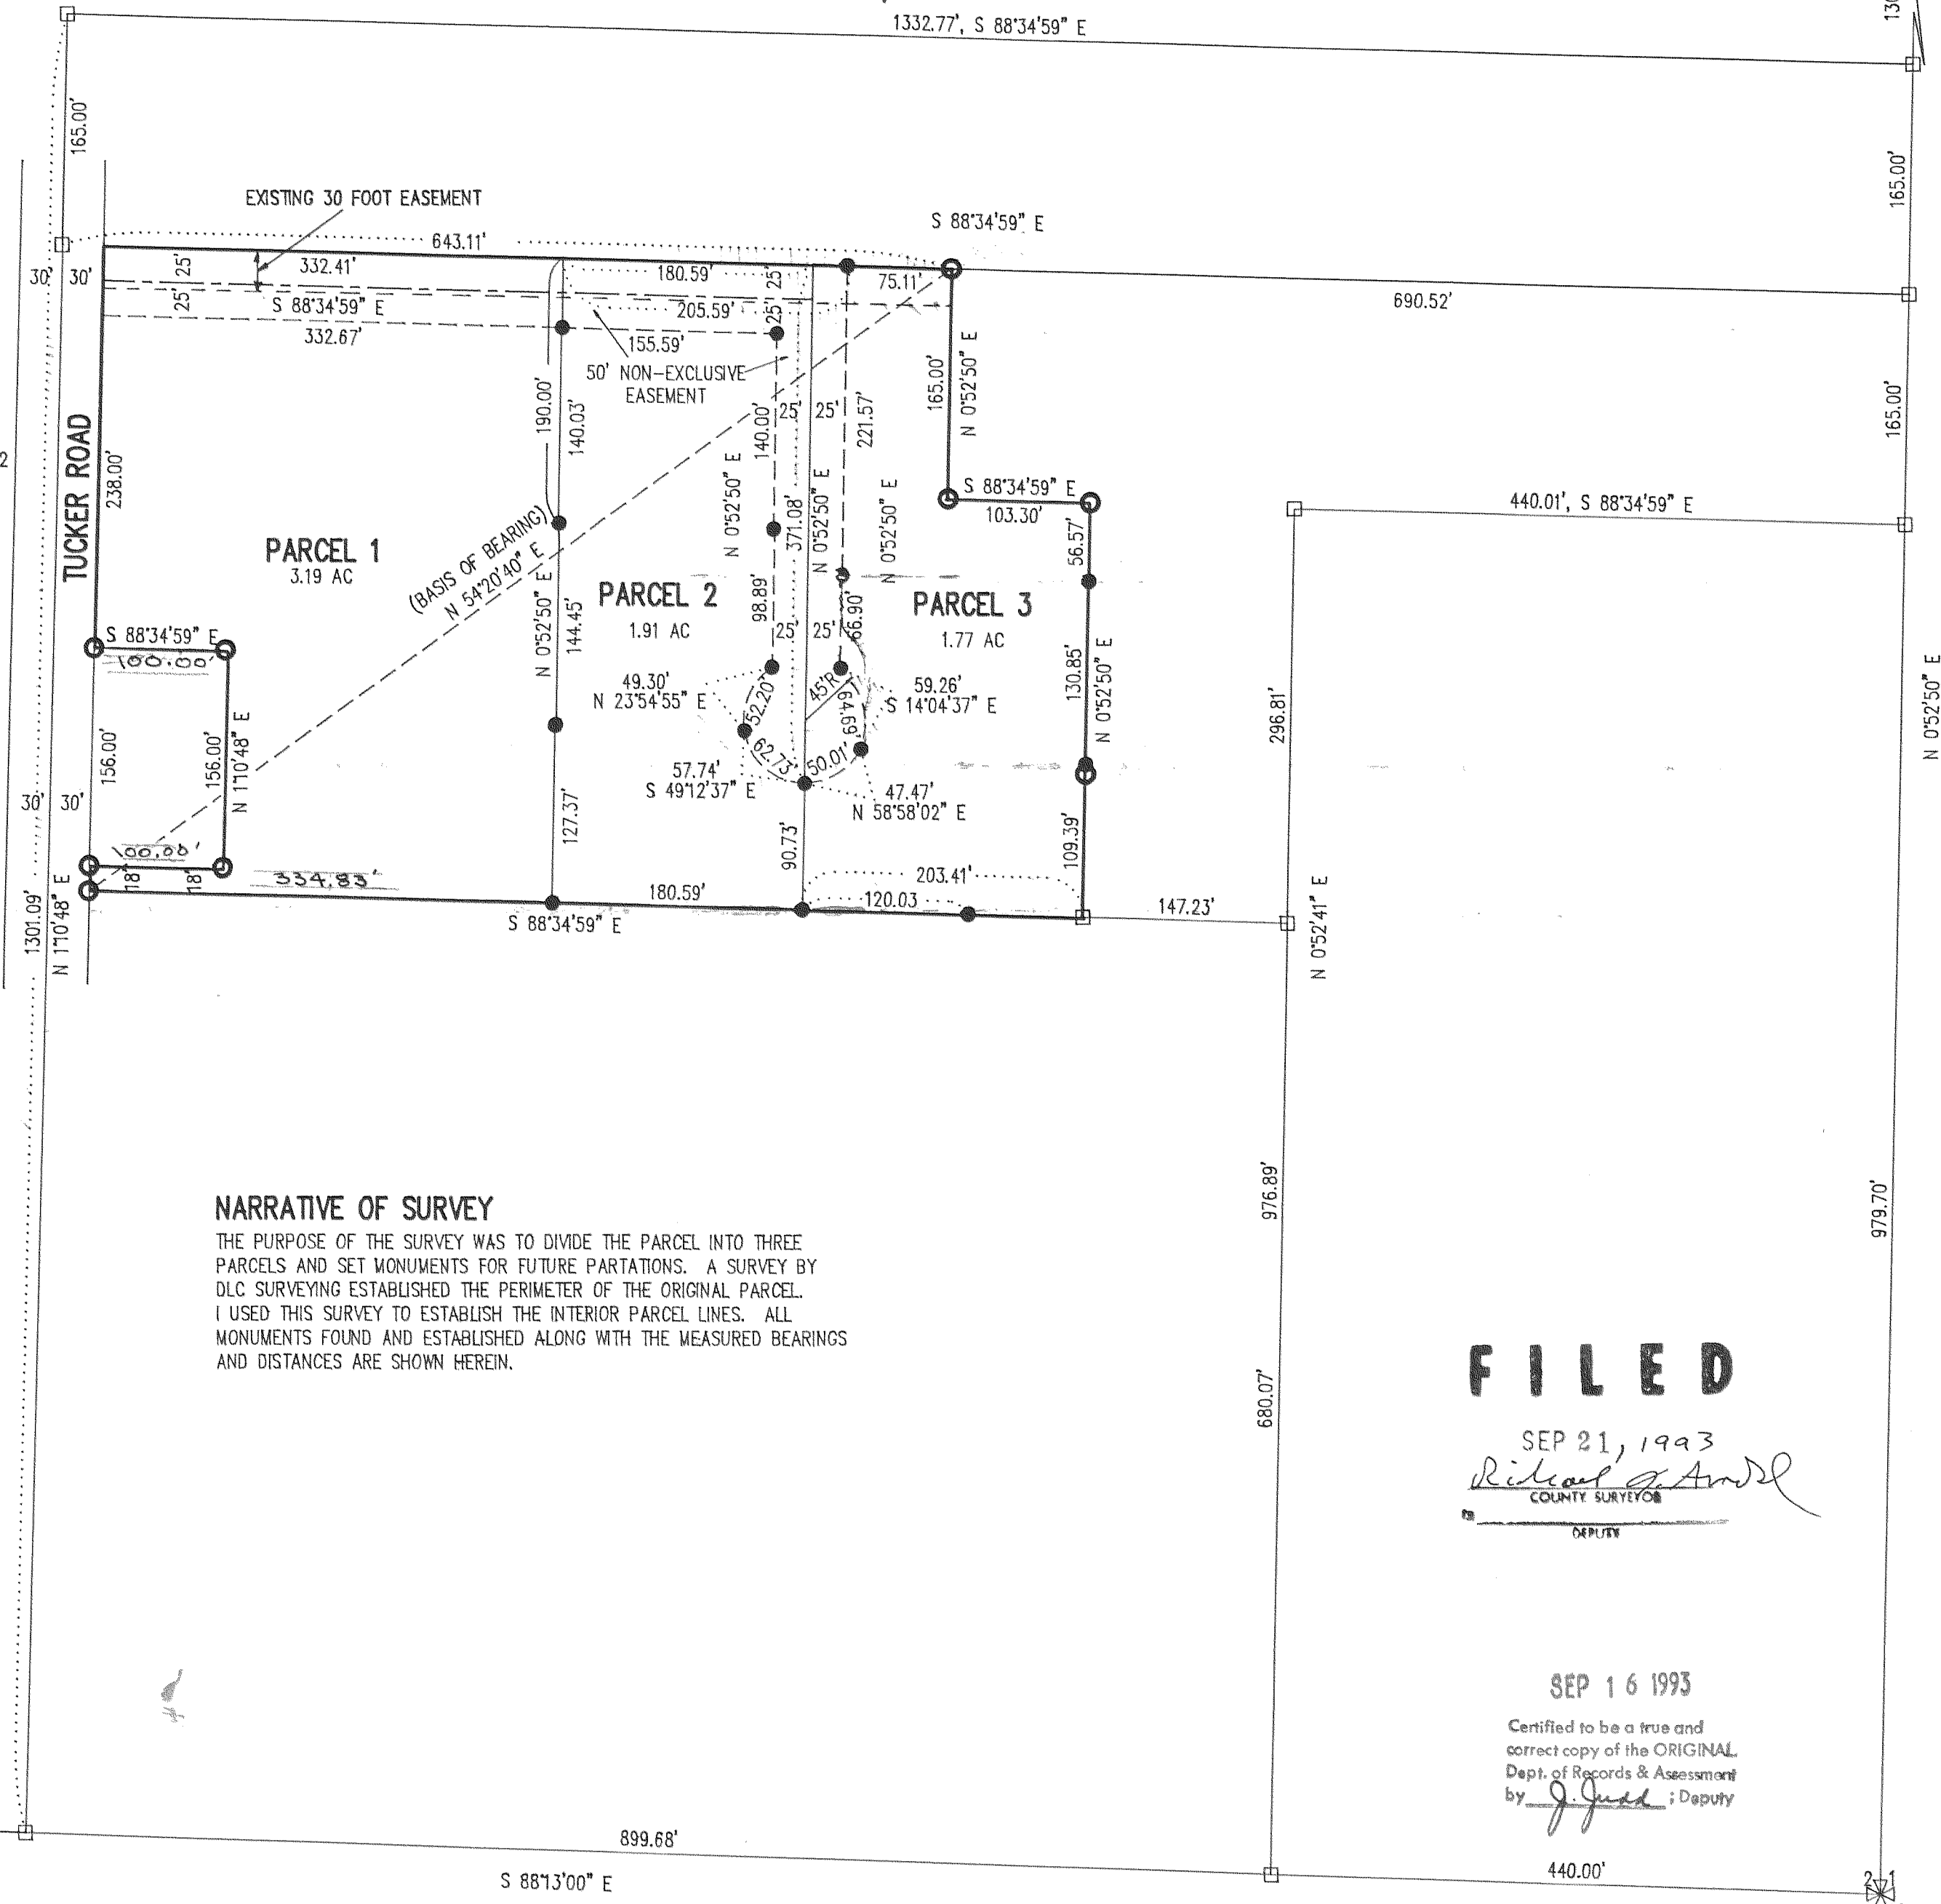 1332.77', S 88°34'59" E
130
165.00'
165.00'
EXISTING 30 FOOT EASEMENT
S 88°34'59" E
643.11'
30' 30'
25'
332.41'
180.59'
25'
75.11'
690.52'
25'
S 88°34'59" E
205.59'
25'
332.67'
155.59'
50' NON-EXCLUSIVE
EASEMENT
165.00'
N 0°52'50" E
165.00'
TUCKER ROAD
238.00'
190.00'
140.03'
140.00'
25' 25'
221.57'
2
N 0°52'50" E
371.08'
N 0°52'50" E
N 0°52'50" E
S 88°34'59" E
103.30'
56.57'
440.01', S 88°34'59" E
PARCEL 1
3.19 AC
(BASIS OF BEARING)
N 54°20'40" E
PARCEL 2
1.91 AC
98.89'
25' 25'
66.90'
PARCEL 3
1.77 AC
N 0°52'50" E
144.45'
S 88°34'59" E
100.00'
49.30'
N 23°54'55" E
52.20'
45'R
64.69'
59.26'
S 14°04'37" E
130.85'
N 0°52'50" E
296.81'
N 0°52'50" E
156.00'
156.00'
N 1°10'48" E
62.73'
50.01'
57.74'
S 49°12'37" E
47.47'
N 58°58'02" E
30' 30'
127.37'
90.73'
109.39'
100.00'
18'
18'
334.83'
180.59'
203.41'
120.03
147.23'
S 88°34'59" E
1301.09'
N 1°10'48" E
N 0°52'41" E
976.89'
979.70'
NARRATIVE OF SURVEY
THE PURPOSE OF THE SURVEY WAS TO DIVIDE THE PARCEL INTO THREE
PARCELS AND SET MONUMENTS FOR FUTURE PARTATIONS. A SURVEY BY
DLC SURVEYING ESTABLISHED THE PERIMETER OF THE ORIGINAL PARCEL.
I USED THIS SURVEY TO ESTABLISH THE INTERIOR PARCEL LINES. ALL
MONUMENTS FOUND AND ESTABLISHED ALONG WITH THE MEASURED BEARINGS
AND DISTANCES ARE SHOWN HEREIN.
680.07'
FILED
SEP 21, 1993
COUNTY SURVEYOR
DEPUTY
SEP 16 1993
Certified to be a true and
correct copy of the ORIGINAL
Dept. of Records & Assessment
by J. Judd ; Deputy
899.68'
S 88°13'00" E
440.00'
2 1